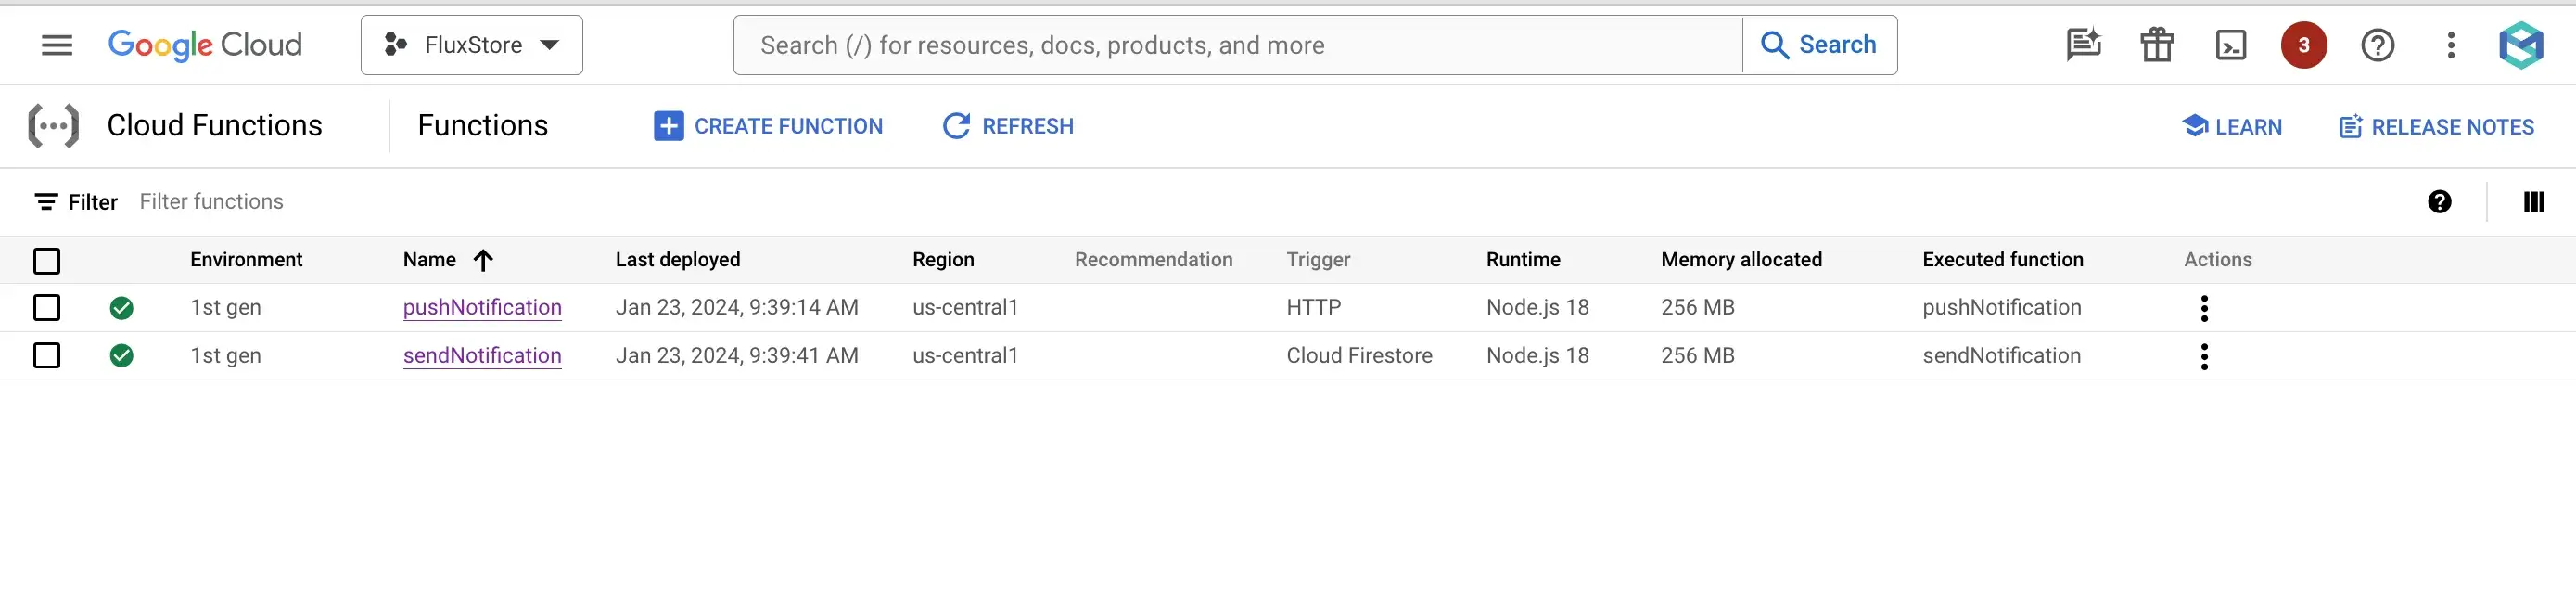 Google Cloud FluxStore Search (/) for resources, docs, products, and more Search 3
Cloud Functions Functions CREATE FUNCTION REFRESH LEARN RELEASE NOTES
Filter Filter functions
Environment Name Last deployed Region Recommendation Trigger Runtime Memory allocated Executed function Actions
1st gen pushNotification Jan 23, 2024, 9:39:14 AM us-central1 HTTP Node.js 18 256 MB pushNotification
1st gen sendNotification Jan 23, 2024, 9:39:41 AM us-central1 Cloud Firestore Node.js 18 256 MB sendNotification